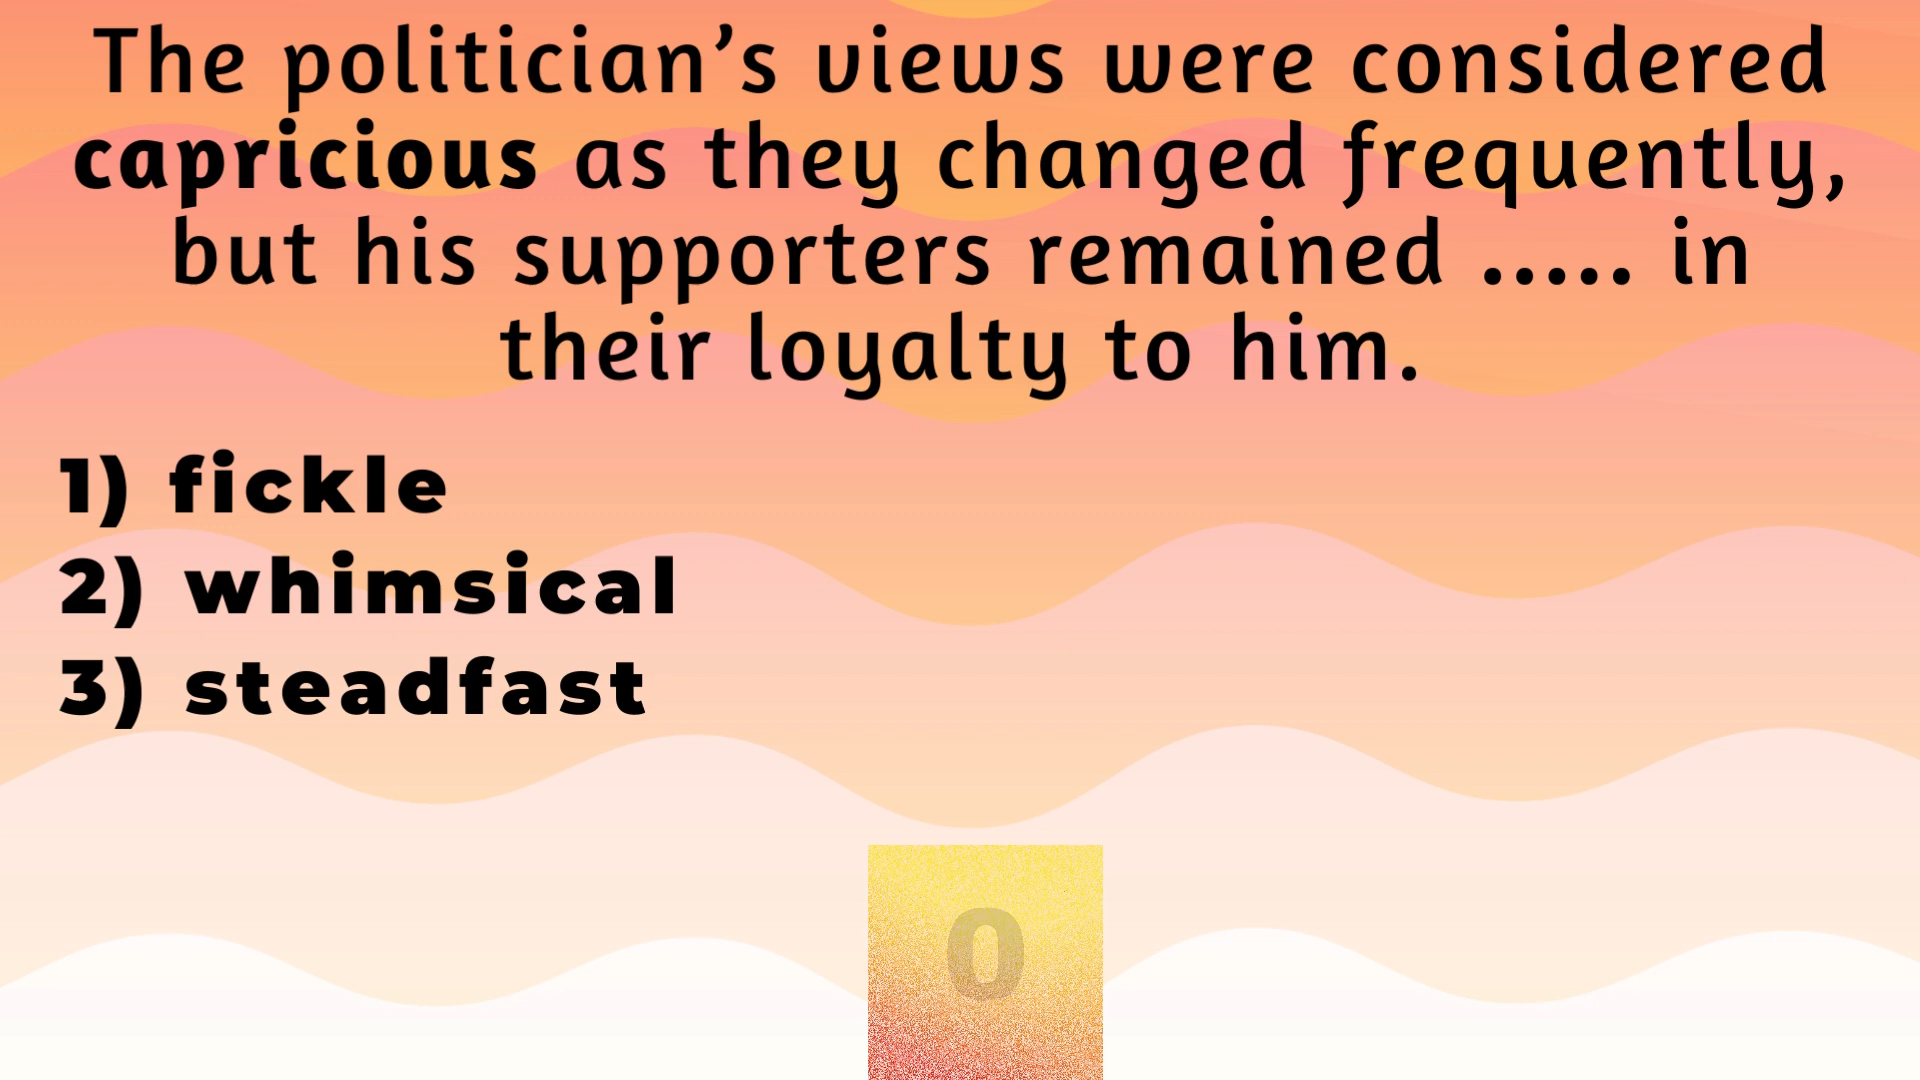 The politician’s views were considered
capricious as they changed frequently,
but his supporters remained ..... in
their loyalty to him.
1) fickle
2) whimsical
3) steadfast
0